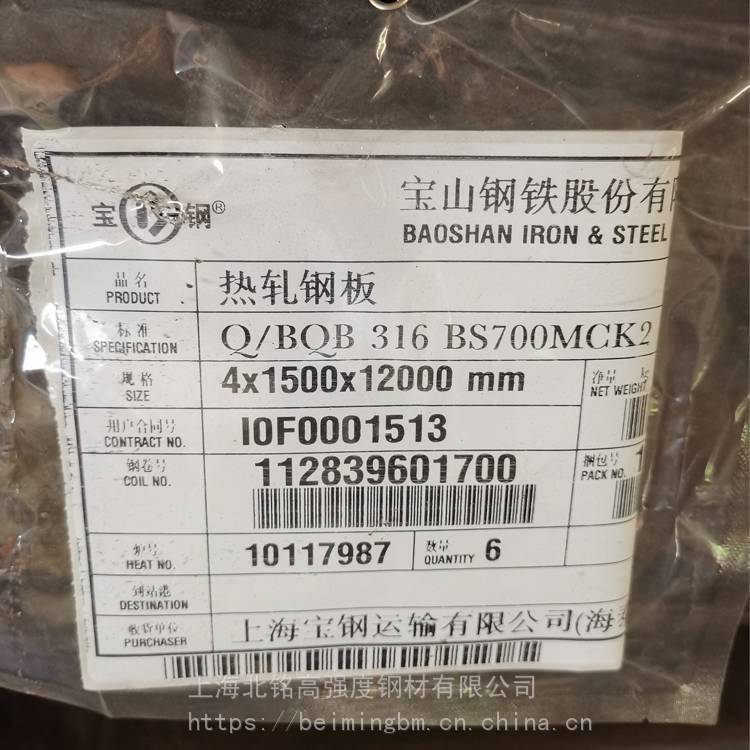 宝 钢®
宝山钢铁股份有
BAOSHAN IRON & STEEL
品名
PRODUCT
热轧钢板
标准
SPECIFICATION
Q/BQB 316 BS700MCK2
规格
SIZE
4x1500x12000 mm
净量 kg
NET WEIGHT
用户合同号
CONTRACT NO.
I0F0001513
钢卷号
COIL NO.
112839601700
捆包号
PACK NO.
1
炉号
HEAT NO.
10117987
数量
QUANTITY
6
到站港
DESTINATION
收货单位
PURCHASER
上海宝钢运输有限公司(海
上海北铭高强度钢材有限公司
https://beimingbm.cn.china.cn